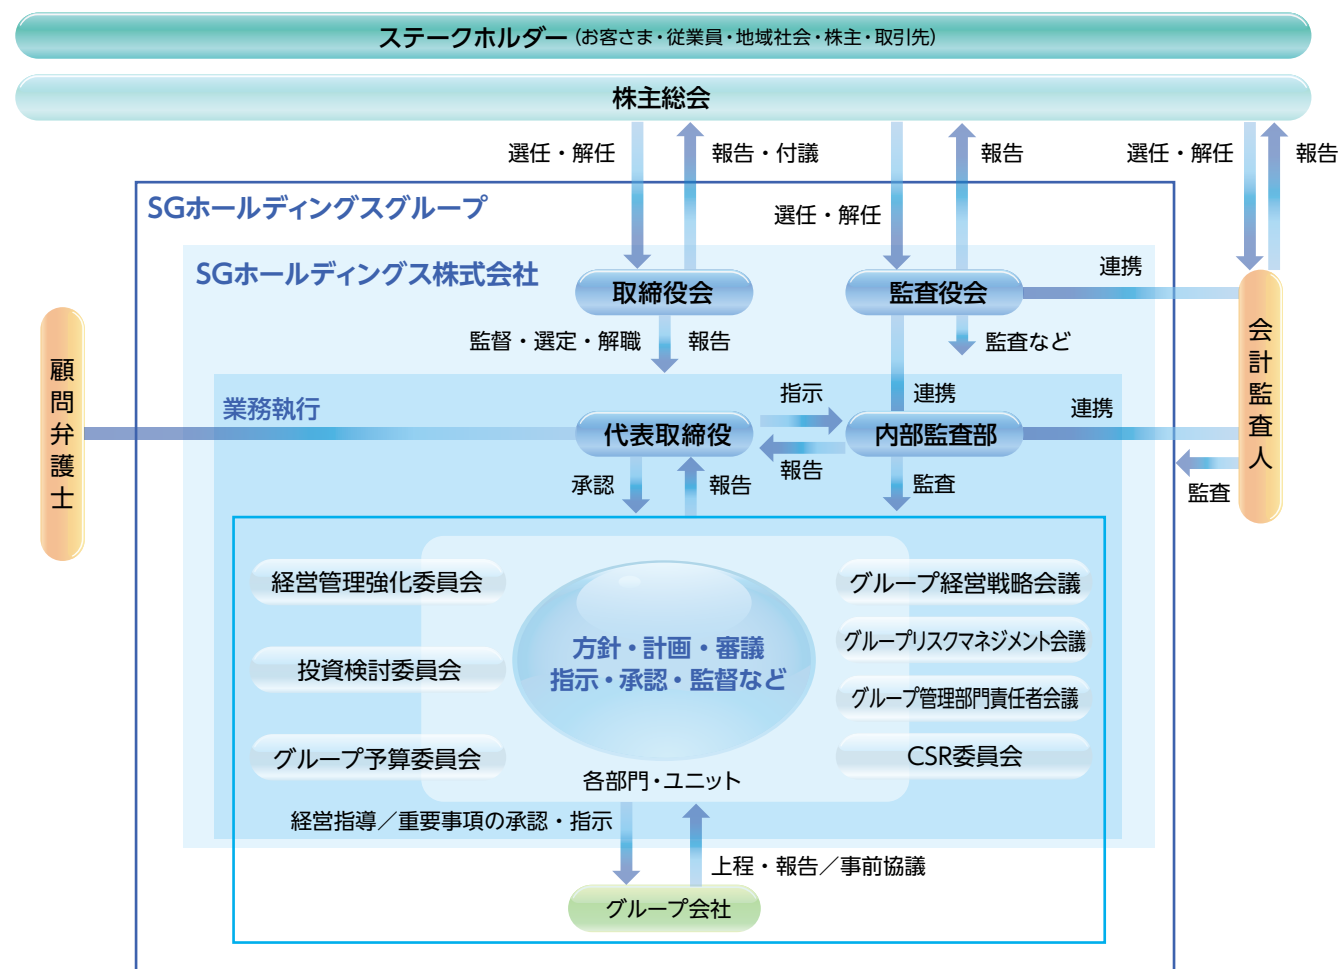 ステークホルダー（お客さま・従業員・地域社会・株主・取引先）
株主総会
選任・解任
報告・付議
報告
選任・解任
報告
SGホールディングスグループ
選任・解任
SGホールディングス株式会社
取締役会
監査役会
連携
会計監査人
顧問弁護士
監督・選定・解職
報告
監査など
業務執行
指示
連携
連携
代表取締役
内部監査部
報告
承認
報告
監査
監査
経営管理強化委員会
グループ経営戦略会議
方針・計画・審議
指示・承認・監督など
グループリスクマネジメント会議
投資検討委員会
グループ管理部門責任者会議
グループ予算委員会
CSR委員会
各部門・ユニット
経営指導／重要事項の承認・指示
上程・報告／事前協議
グループ会社